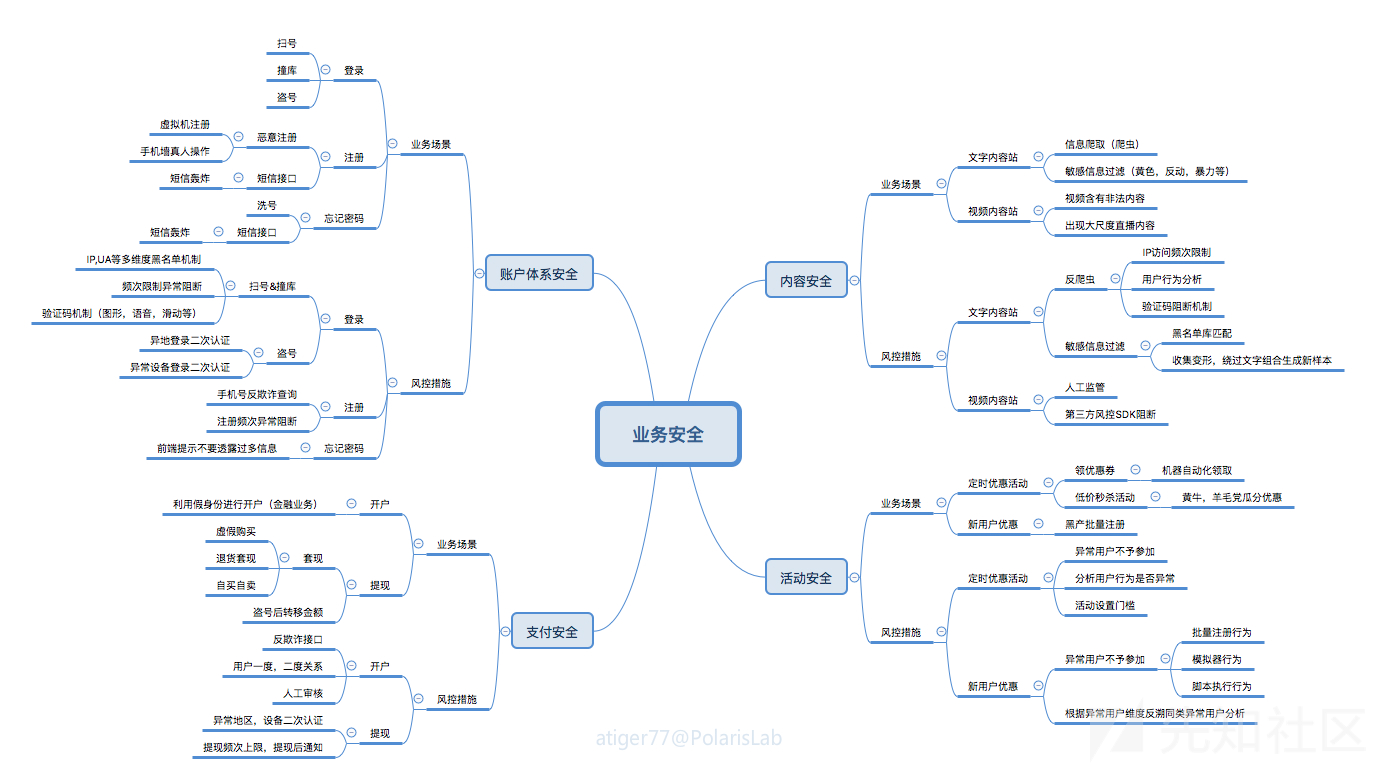 业务安全
账户体系安全
业务场景
登录
扫号
撞库
盗号
注册
恶意注册
虚拟机注册
手机墙真人操作
短信接口
短信轰炸
忘记密码
洗号
短信接口
短信轰炸
风控措施
登录
扫号&撞库
IP,UA等多维度黑名单机制
频次限制异常阻断
验证码机制（图形，语音，滑动等）
盗号
异地登录二次认证
异常设备登录二次认证
注册
手机号反欺诈查询
注册频次异常阻断
忘记密码
前端提示不要透露过多信息
支付安全
业务场景
开户
利用假身份进行开户（金融业务）
提现
套现
虚假购买
退货套现
自买自卖
盗号后转移金额
风控措施
开户
反欺诈接口
用户一度，二度关系
人工审核
提现
异常地区，设备二次认证
提现频次上限，提现后通知
内容安全
业务场景
文字内容站
信息爬取（爬虫）
敏感信息过滤（黄色，反动，暴力等）
视频内容站
视频含有非法内容
出现大尺度直播内容
风控措施
文字内容站
反爬虫
IP访问频次限制
用户行为分析
验证码阻断机制
敏感信息过滤
黑名单库匹配
收集变形，绕过文字组合生成新样本
视频内容站
人工监管
第三方风控SDK阻断
活动安全
业务场景
定时优惠活动
领优惠券
机器自动化领取
低价秒杀活动
黄牛，羊毛党瓜分优惠
新用户优惠
黑产批量注册
风控措施
定时优惠活动
异常用户不予参加
分析用户行为是否异常
活动设置门槛
新用户优惠
异常用户不予参加
批量注册行为
模拟器行为
脚本执行行为
根据异常用户维度反溯同类异常用户分析
atiger77@PolarisLab
先知社区